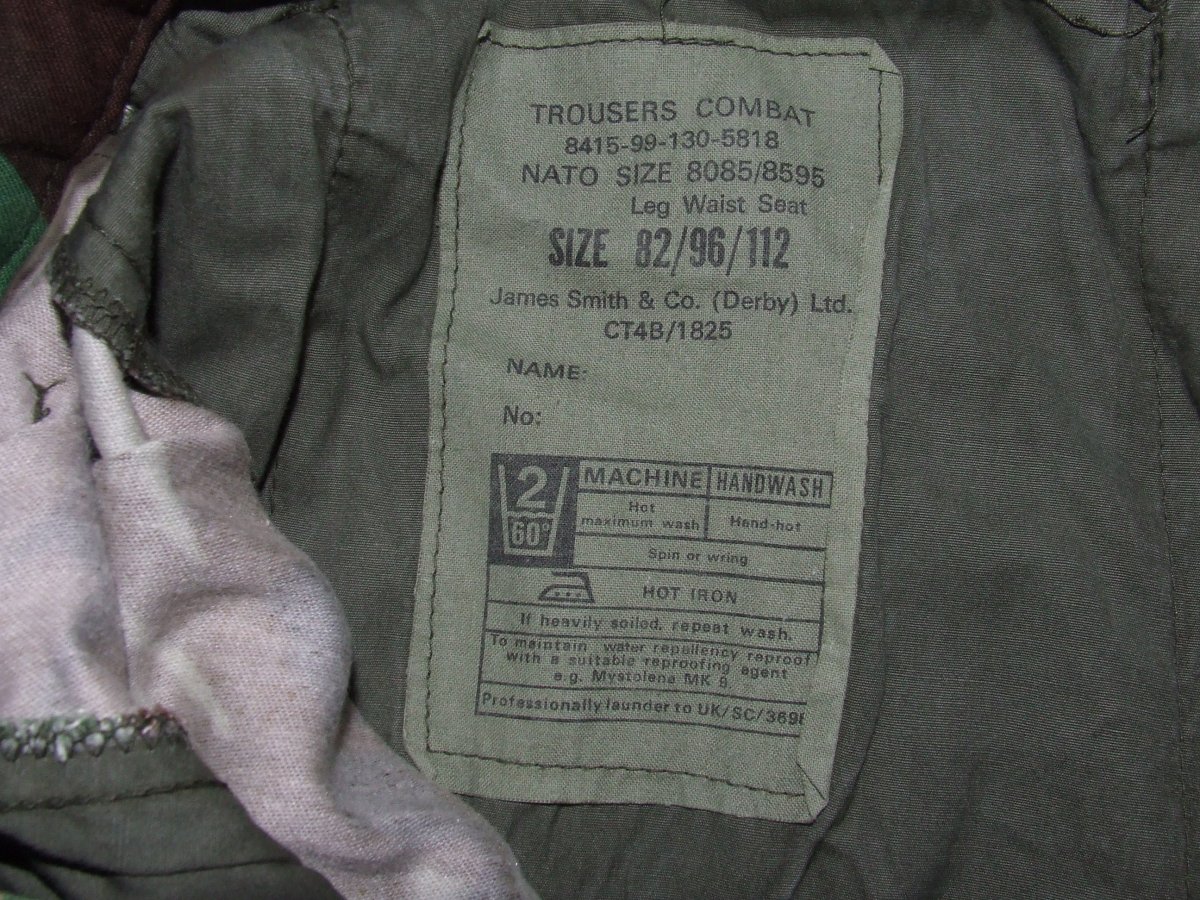 TROUSERS COMBAT
8415-99-130-5818
NATO SIZE 8085/8595
Leg Waist Seat
SIZE 82/96/112
James Smith & Co. (Derby) Ltd.
CT4B/1825
NAME:
No:
2
60°
MACHINE HANDWASH
Hot
maximum wash
Hand-hot
Spin or wring
HOT IRON
If heavily soiled, repeat wash.
To maintain water repellency reproof
with a suitable reproofing agent
e.g. Mystolene MK 9
Professionally launder to UK/SC/3698